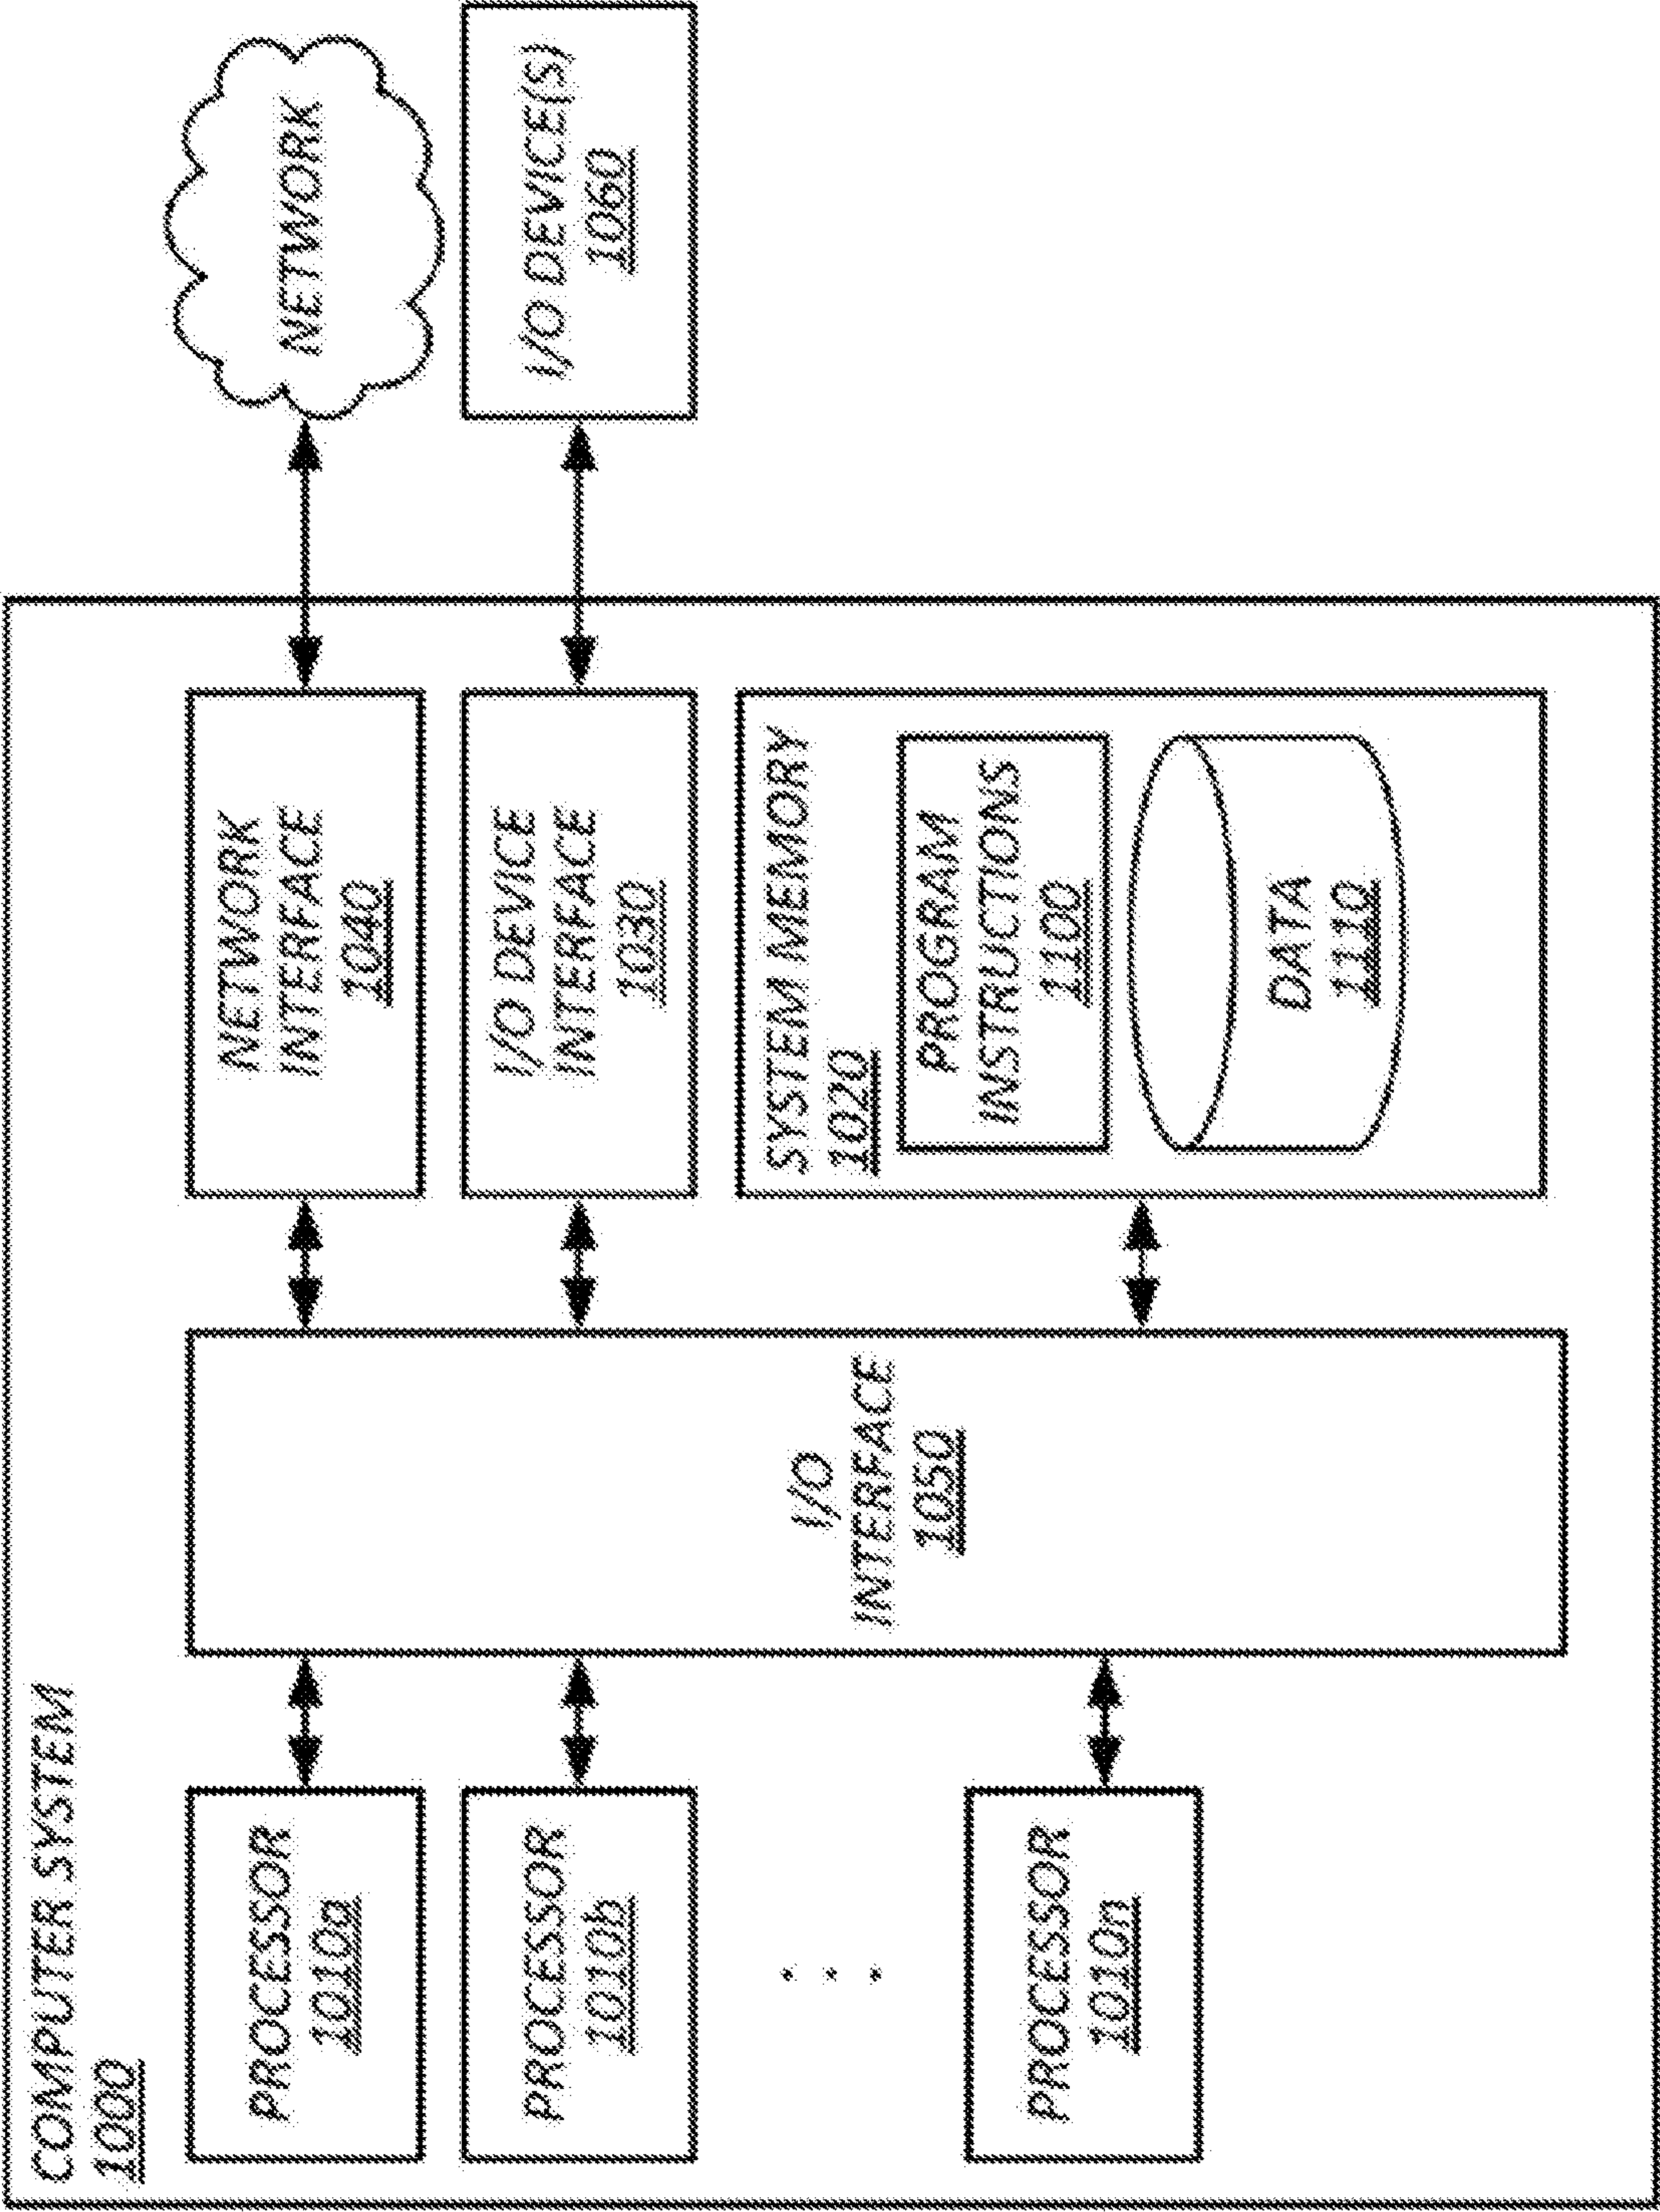 COMPUTER SYSTEM
1000
PROCESSOR
1010a
PROCESSOR
1010b
. . .
PROCESSOR
1010n
I/O
INTERFACE
1050
NETWORK
INTERFACE
1040
I/O DEVICE
INTERFACE
1030
SYSTEM MEMORY
1020
PROGRAM
INSTRUCTIONS
1100
DATA
1110
NETWORK
I/O DEVICE(S)
1060